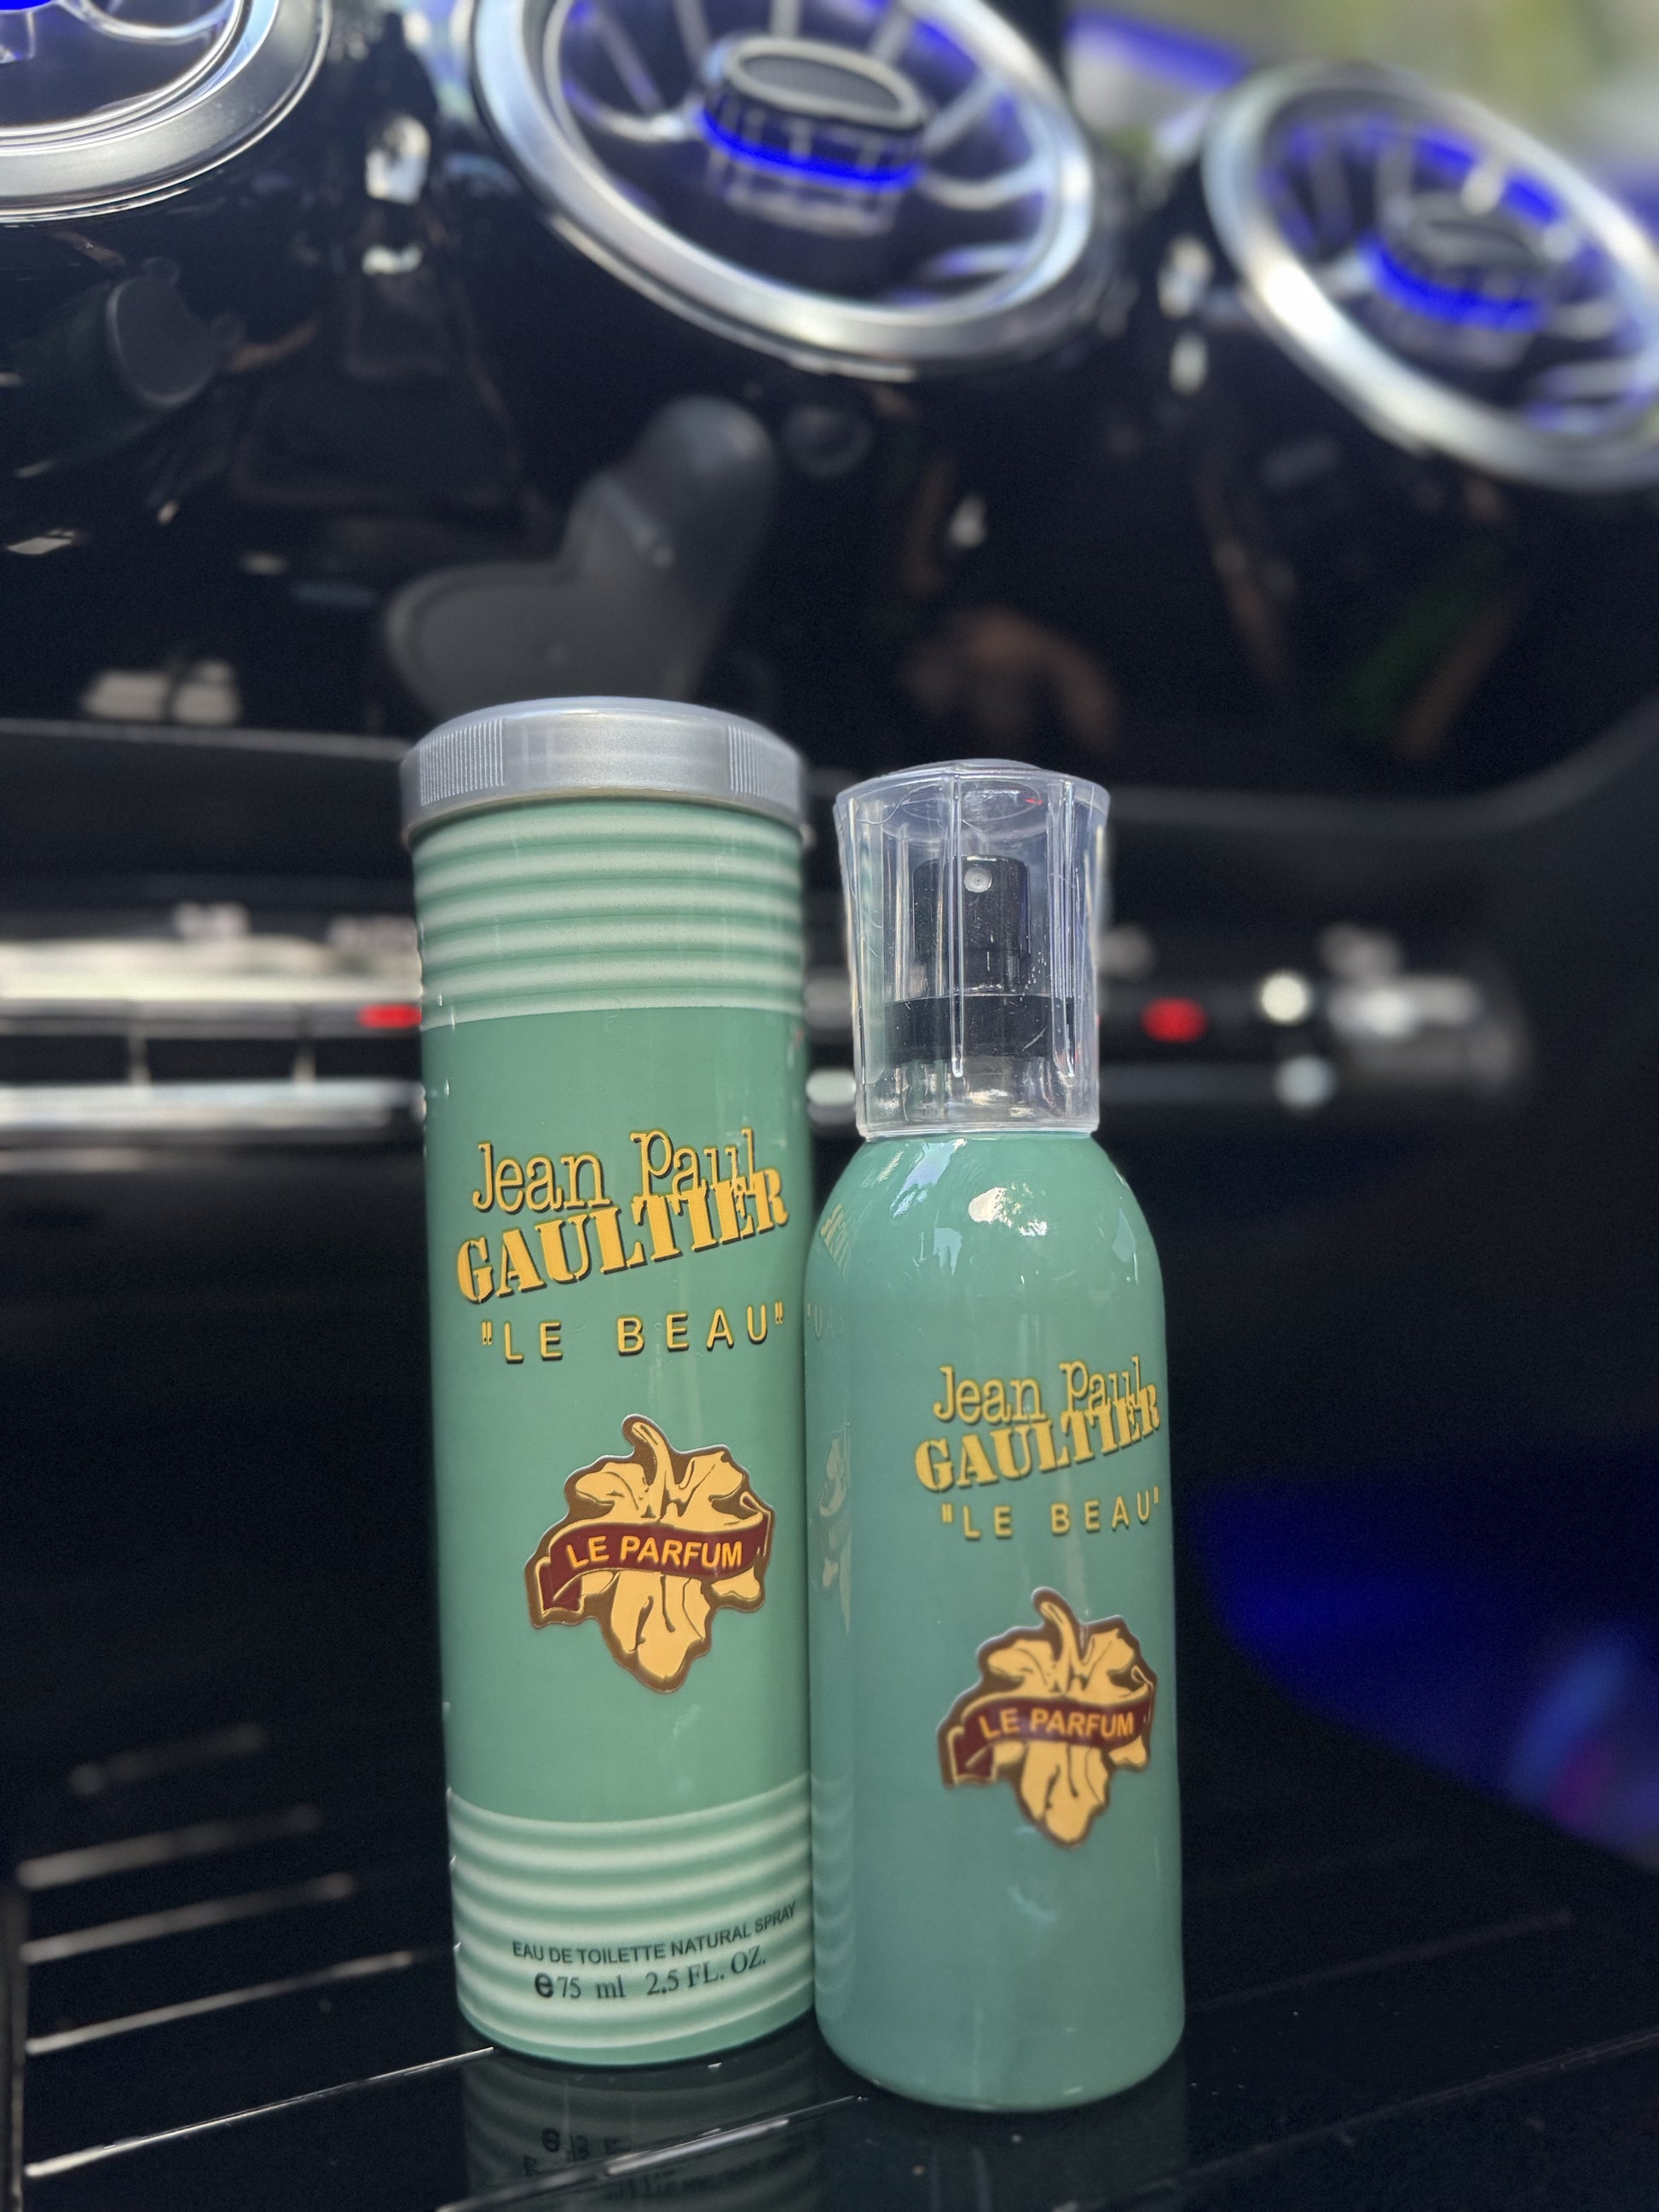 Jean Paul
GAULTIER
"LE BEAU"
LE PARFUM
EAU DE TOILETTE NATURAL SPRAY
e 75 ml 2.5 FL. OZ.
Jean Paul
GAULTIER
"LE BEAU"
LE PARFUM